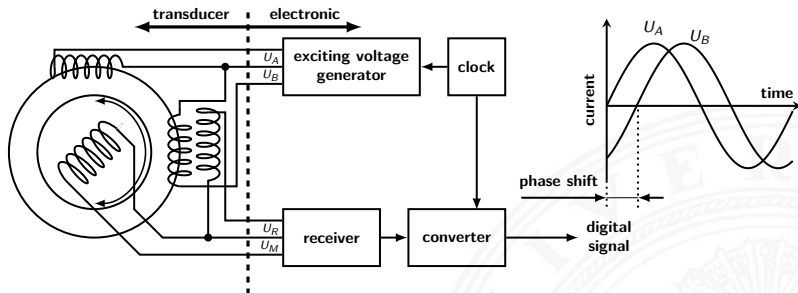 transducer
electronic
U_A
U_A
U_B
exciting voltage
generator
clock
U_B
current
time
phase shift
U_R
U_M
receiver
converter
digital
signal
I V E R